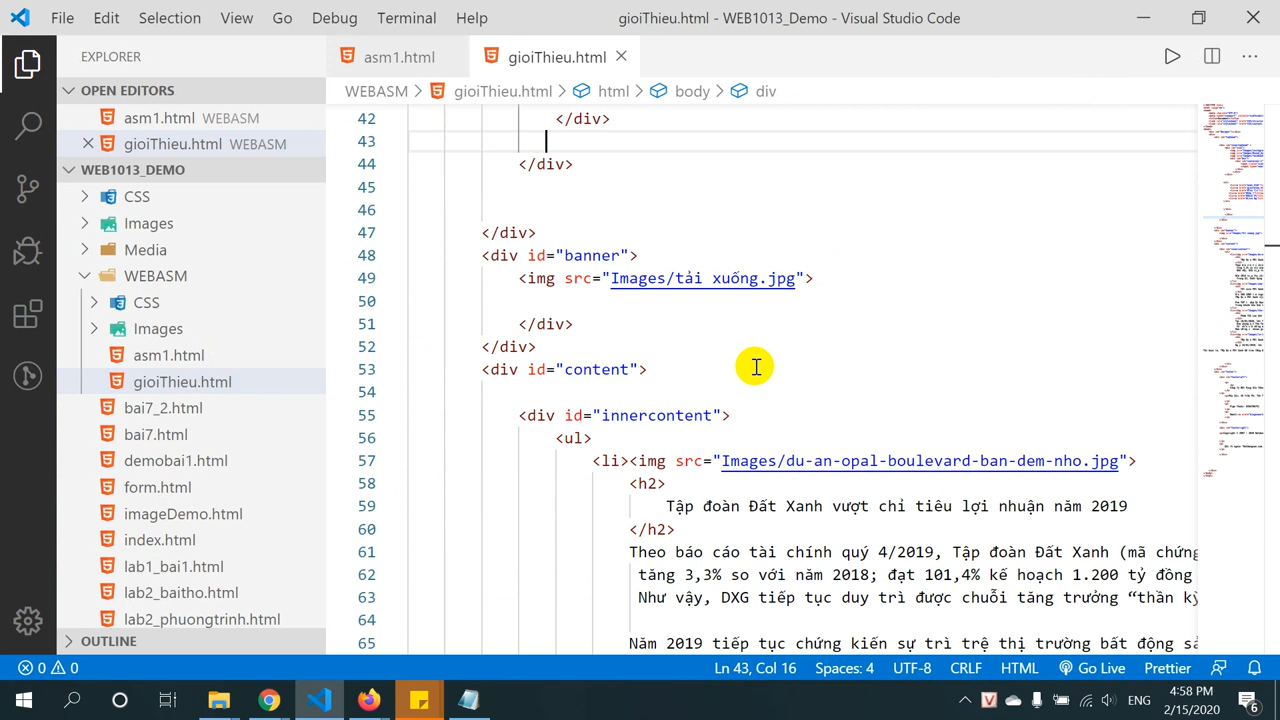 File Edit Selection View Go Debug Terminal Help gioiThieu.html - WEB1013_Demo - Visual Studio Code
EXPLORER
OPEN EDITORS
asm1.html WEBASM
gioiThieu.html WEBASM
WEB1013_DEMO
CSS
Images
Media
WEBASM
CSS
Images
asm1.html
gioiThieu.html
bai7_2.html
bai7.html
demobai1.html
form.html
imageDemo.html
index.html
lab1_bai1.html
lab2_baitho.html
lab2_phuongtrinh.html
OUTLINE
asm1.html gioiThieu.html
WEBASM > gioiThieu.html > html > body > div
42 </div>
43
44 </div>
45
46
47 </div>
48 <div id="banner">
49 <img src="Images/tải xuống.jpg">
50
51 </div>
52 </div>
53 <div id="content">
54
55 <div id="innercontent">
56 <ul>
57 <li><img src="Images/du-an-opal-boulevard-ban-dem-nho.jpg">
58 <h2>
59 Tập đoàn Đất Xanh vượt chỉ tiêu lợi nhuận năm 2019
60 </h2>
61 Theo báo cáo tài chính quý 4/2019, Tập đoàn Đất Xanh (mã chứng
62 tăng 3,3% so với năm 2018; đạt 101,4% kế hoạch 1.200 tỷ đồng
63 Như vậy, DXG tiếp tục duy trì được chuỗi tăng trưởng “thần kỳ
64
65 Năm 2019 tiếp tục chứng kiến sự trì trệ thị trường bất động sả
0 0 Ln 43, Col 16 Spaces: 4 UTF-8 CRLF HTML Go Live Prettier
ENG 4:58 PM
2/15/2020
6